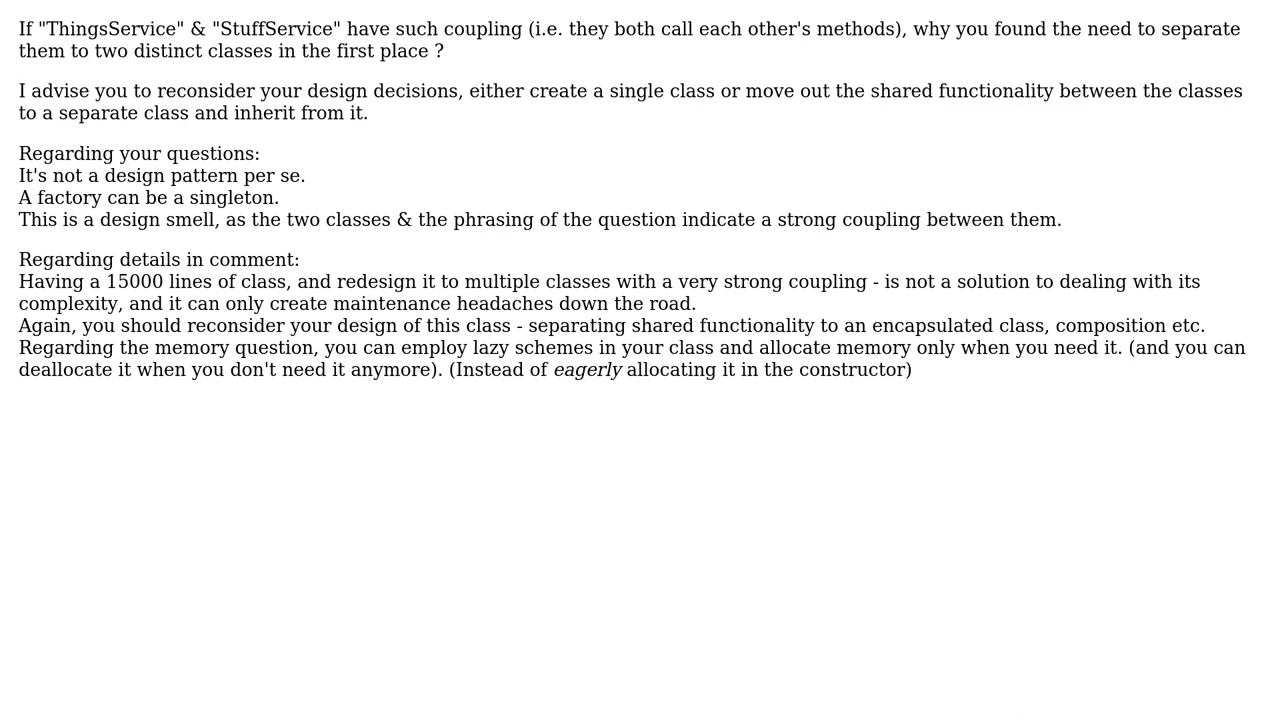 If "ThingsService" & "StuffService" have such coupling (i.e. they both call each other's methods), why you found the need to separate
them to two distinct classes in the first place ?
I advise you to reconsider your design decisions, either create a single class or move out the shared functionality between the classes
to a separate class and inherit from it.
Regarding your questions:
It's not a design pattern per se.
A factory can be a singleton.
This is a design smell, as the two classes & the phrasing of the question indicate a strong coupling between them.
Regarding details in comment:
Having a 15000 lines of class, and redesign it to multiple classes with a very strong coupling - is not a solution to dealing with its
complexity, and it can only create maintenance headaches down the road.
Again, you should reconsider your design of this class - separating shared functionality to an encapsulated class, composition etc.
Regarding the memory question, you can employ lazy schemes in your class and allocate memory only when you need it. (and you can
deallocate it when you don't need it anymore). (Instead of eagerly allocating it in the constructor)